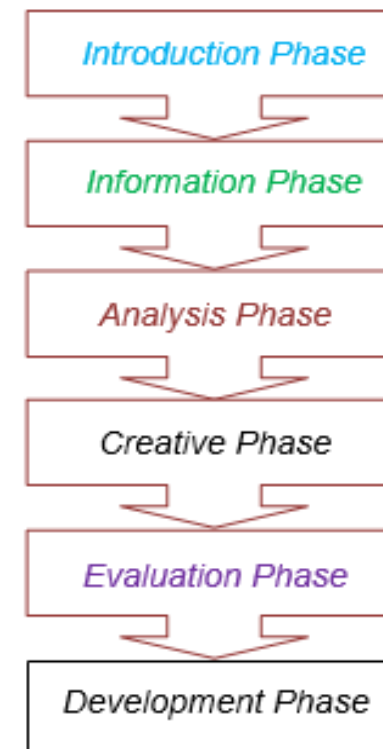 Introduction Phase
Information Phase
Analysis Phase
Creative Phase
Evaluation Phase
Development Phase